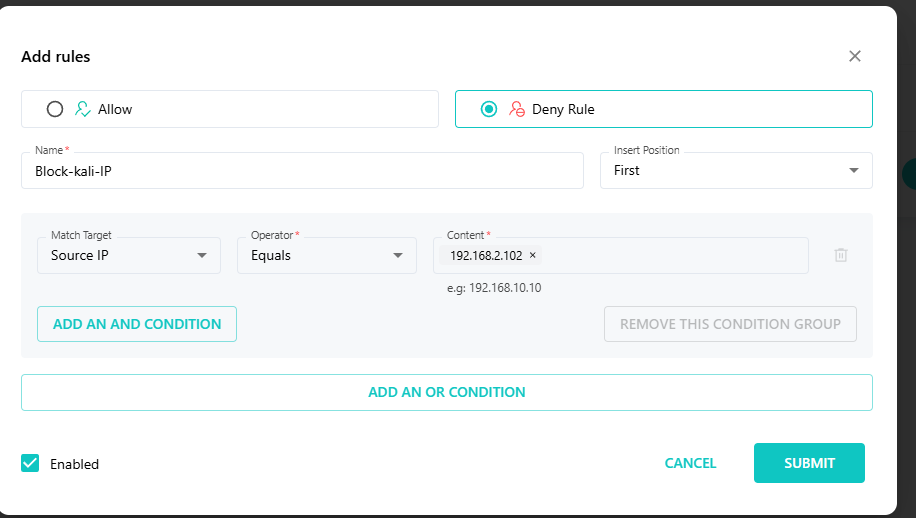 Add rules
Allow
Deny Rule
Name*
Block-kali-IP
Insert Position
First
Match Target
Source IP
Operator*
Equals
Content*
192.168.2.102 ×
e.g: 192.168.10.10
ADD AN AND CONDITION
REMOVE THIS CONDITION GROUP
ADD AN OR CONDITION
Enabled
CANCEL
SUBMIT